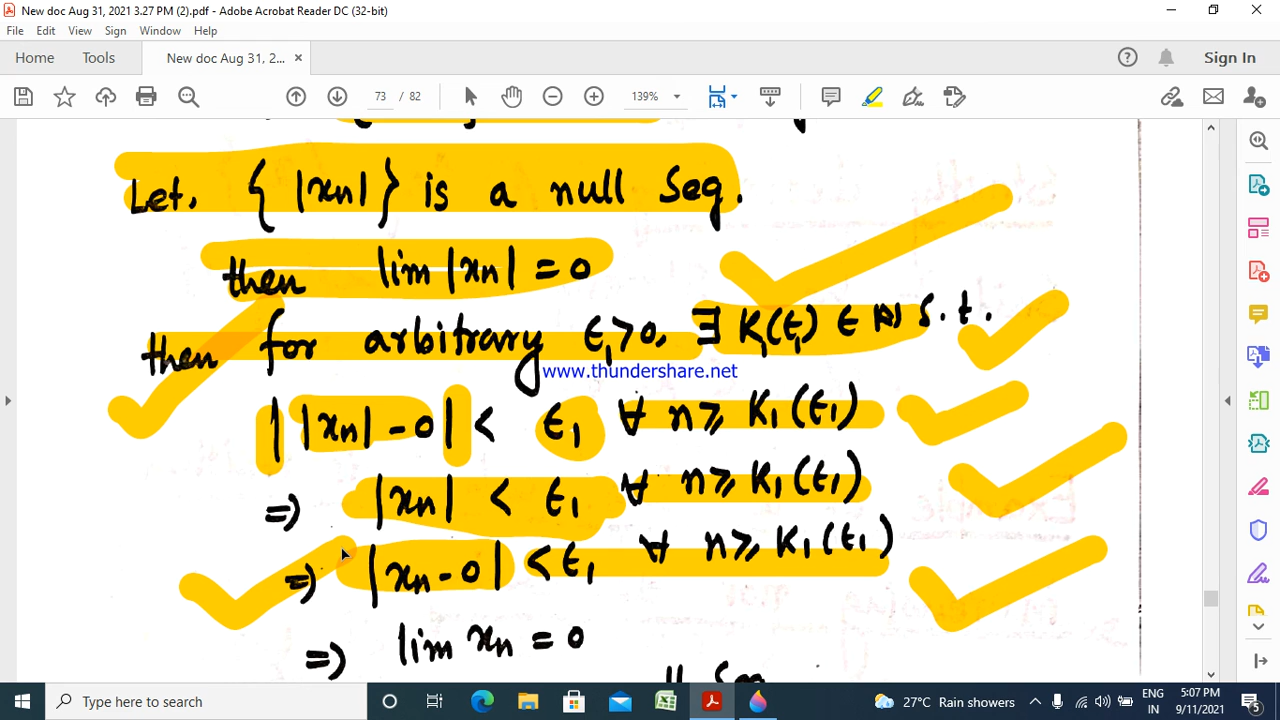 New doc Aug 31, 2021 3.27 PM (2).pdf - Adobe Acrobat Reader DC (32-bit)
File Edit View Sign Window Help
Home Tools New doc Aug 31, 2... × Sign In
73 / 82 139%
Let. { |xn| } is a null Seq.
then lim |xn| = 0
then for arbitrary ε1>0, ∃ K1(ε1) ∈ N s.t.
www.thundershare.net
| |xn| - 0 | < ε1 ∀ n ⩾ K1(ε1)
=) |xn| < ε1 ∀ n ⩾ K1(ε1)
=) |xn - 0| < ε1 ∀ n ⩾ K1(ε1)
=) lim xn = 0
Type here to search 27°C Rain showers ENG IN 5:07 PM 9/11/2021 5